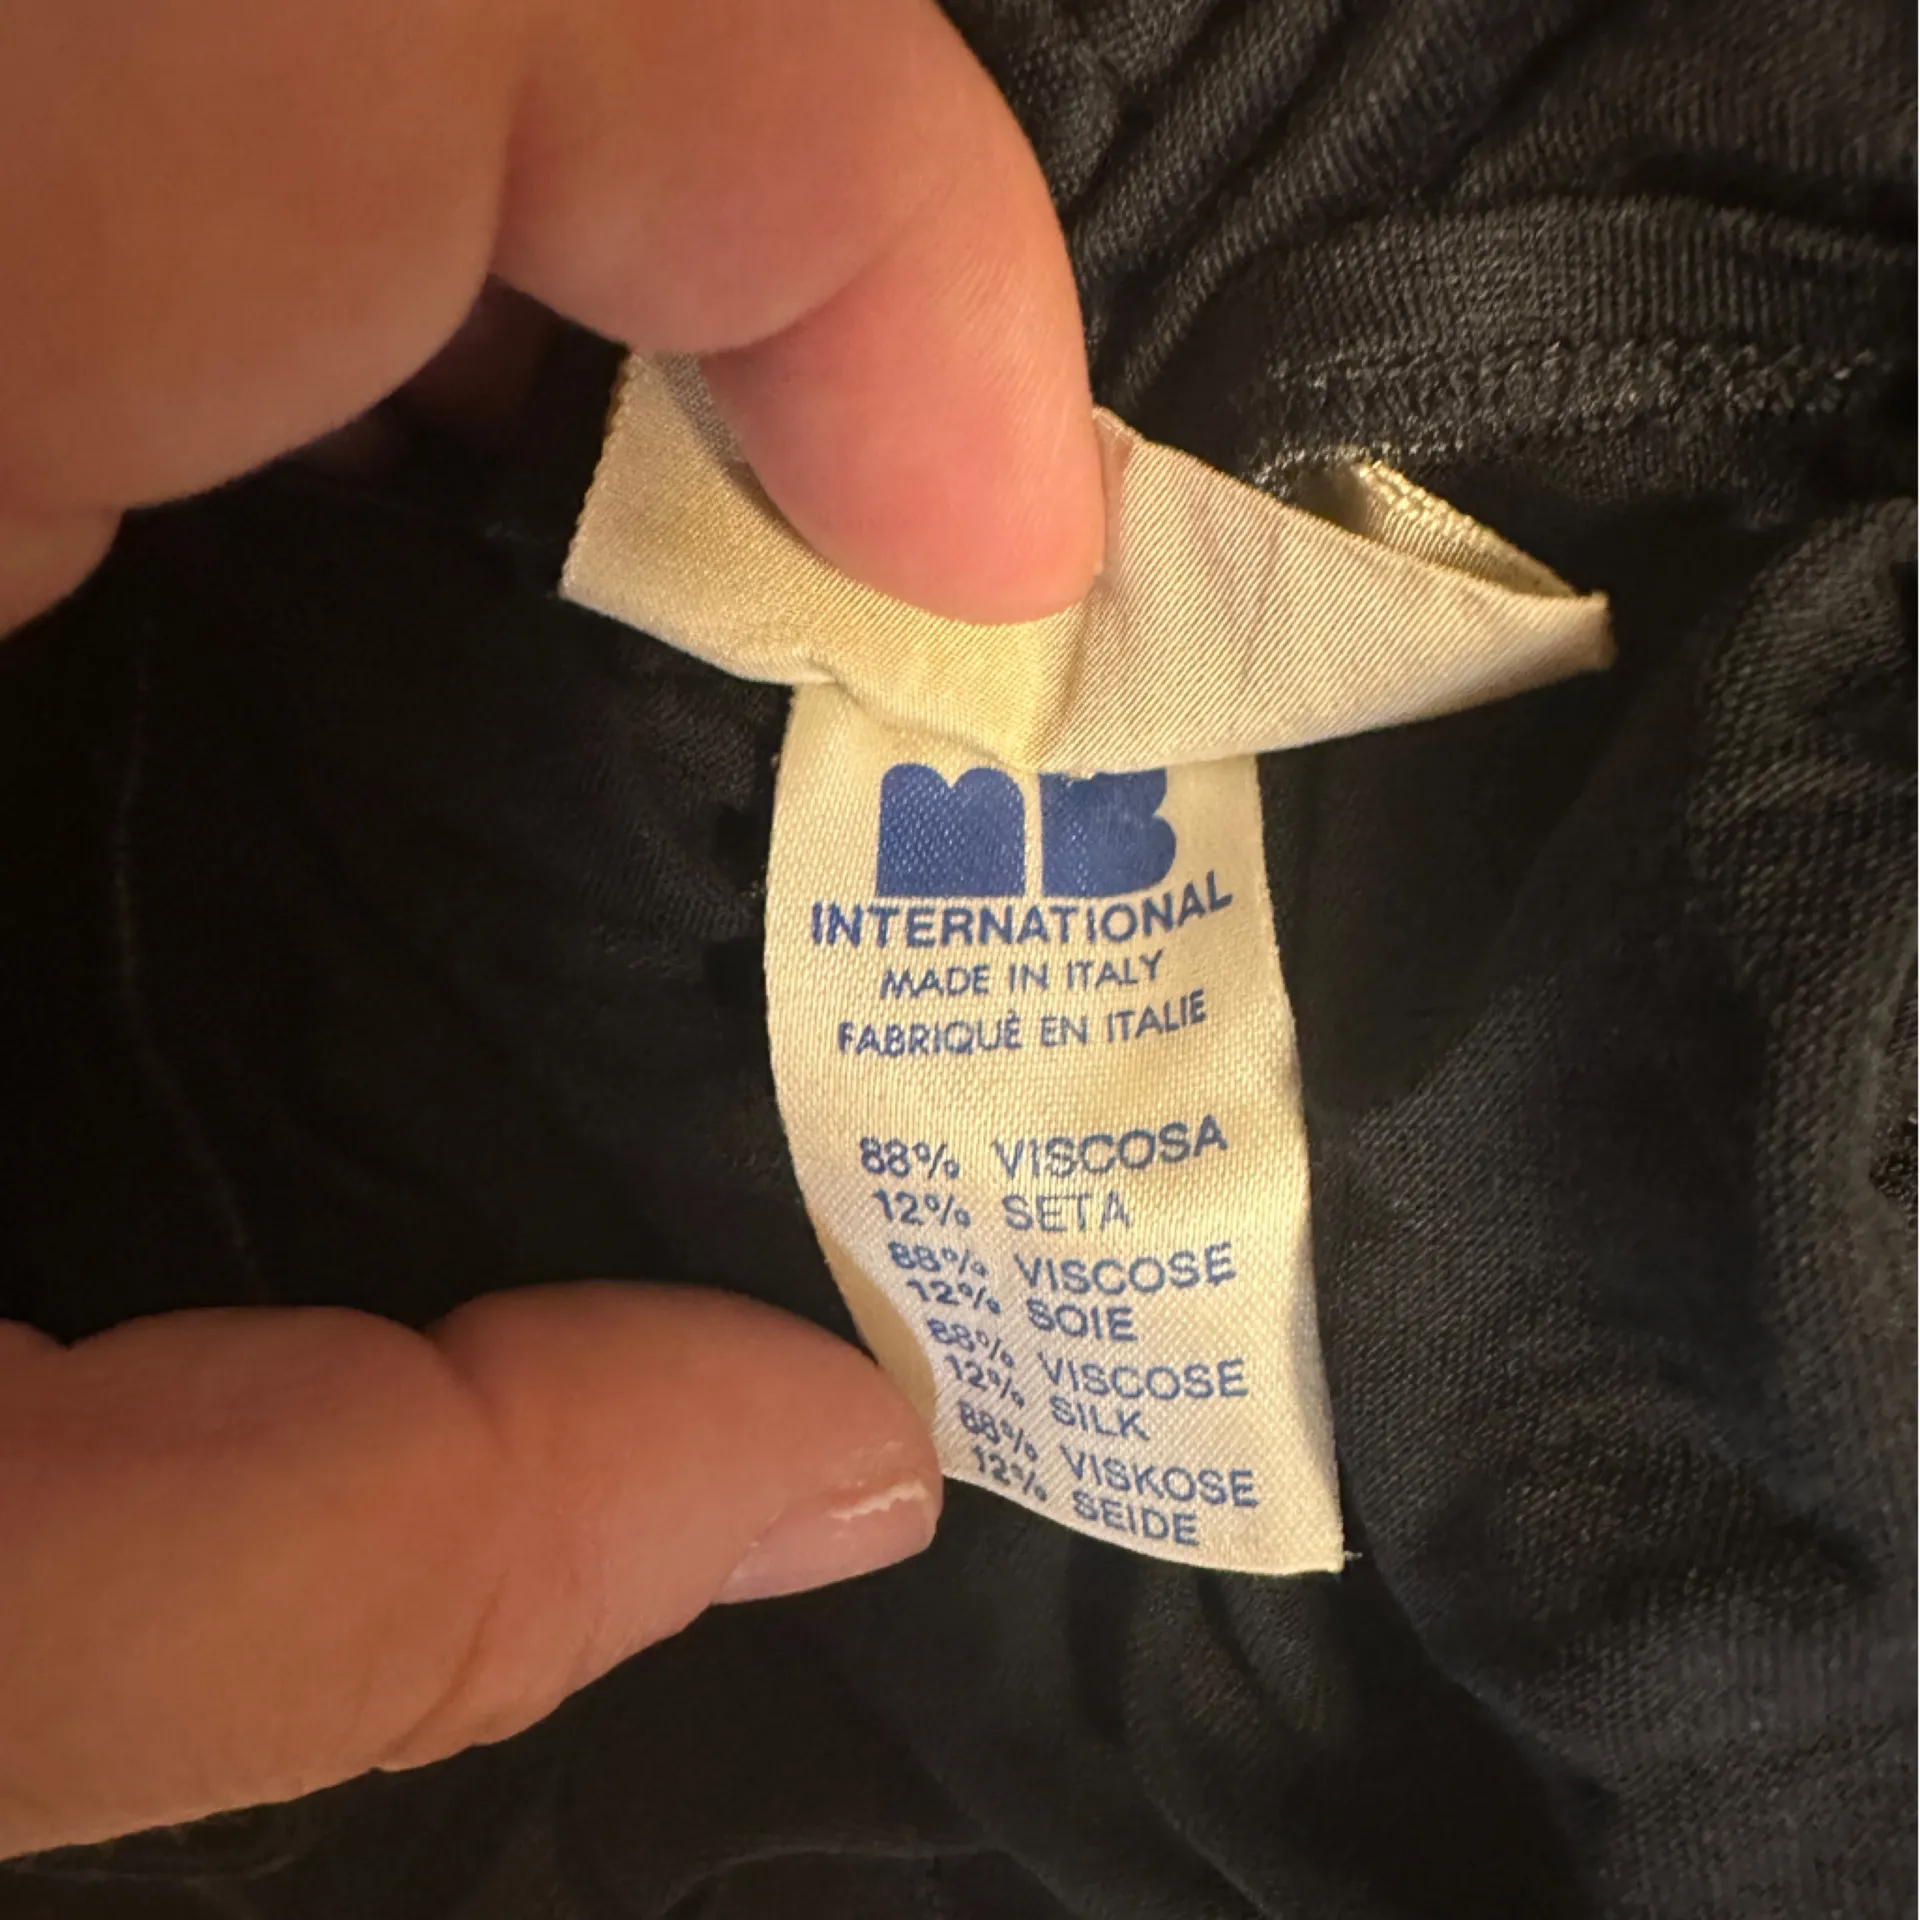 MB
INTERNATIONAL
MADE IN ITALY
FABRIQUÈ EN ITALIE
88% VISCOSA
12% SETA
88% VISCOSE
12% SOIE
88% VISCOSE
12% SILK
88% VISKOSE
12% SEIDE